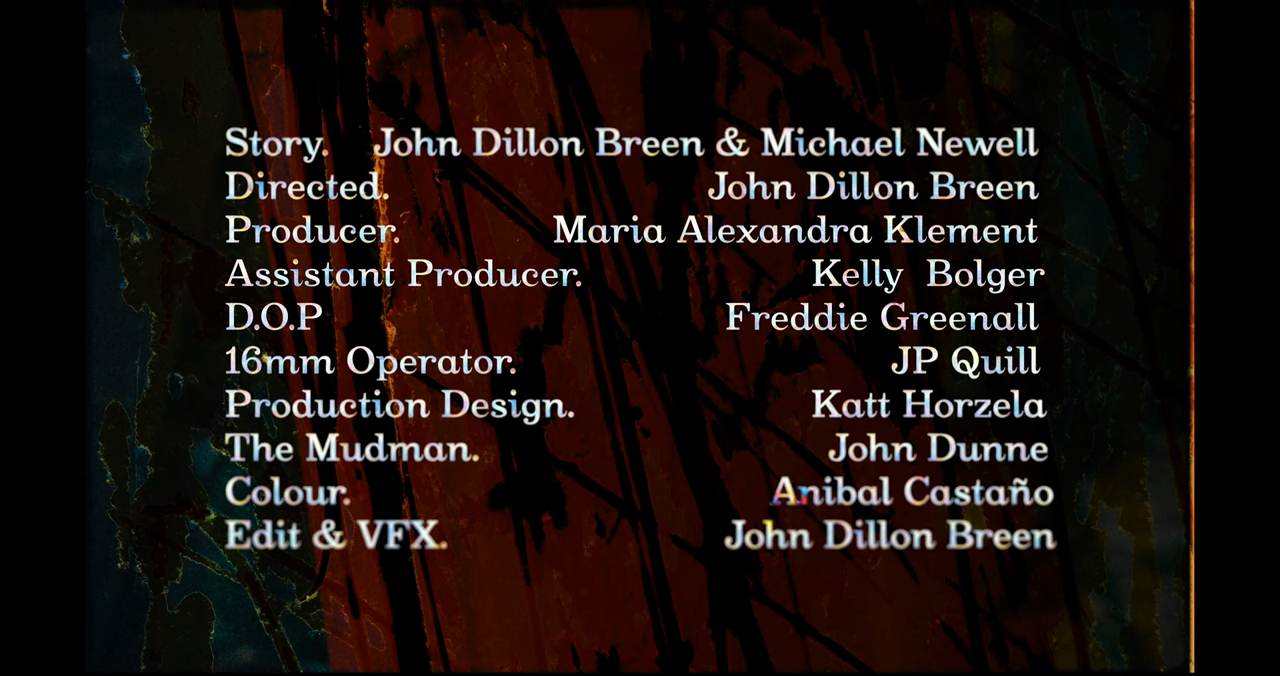 Story. John Dillon Breen & Michael Newell
Directed. John Dillon Breen
Producer. Maria Alexandra Klement
Assistant Producer. Kelly Bolger
D.O.P Freddie Greenall
16mm Operator. JP Quill
Production Design. Katt Horzela
The Mudman. John Dunne
Colour. Anibal Castaño
Edit & VFX. John Dillon Breen